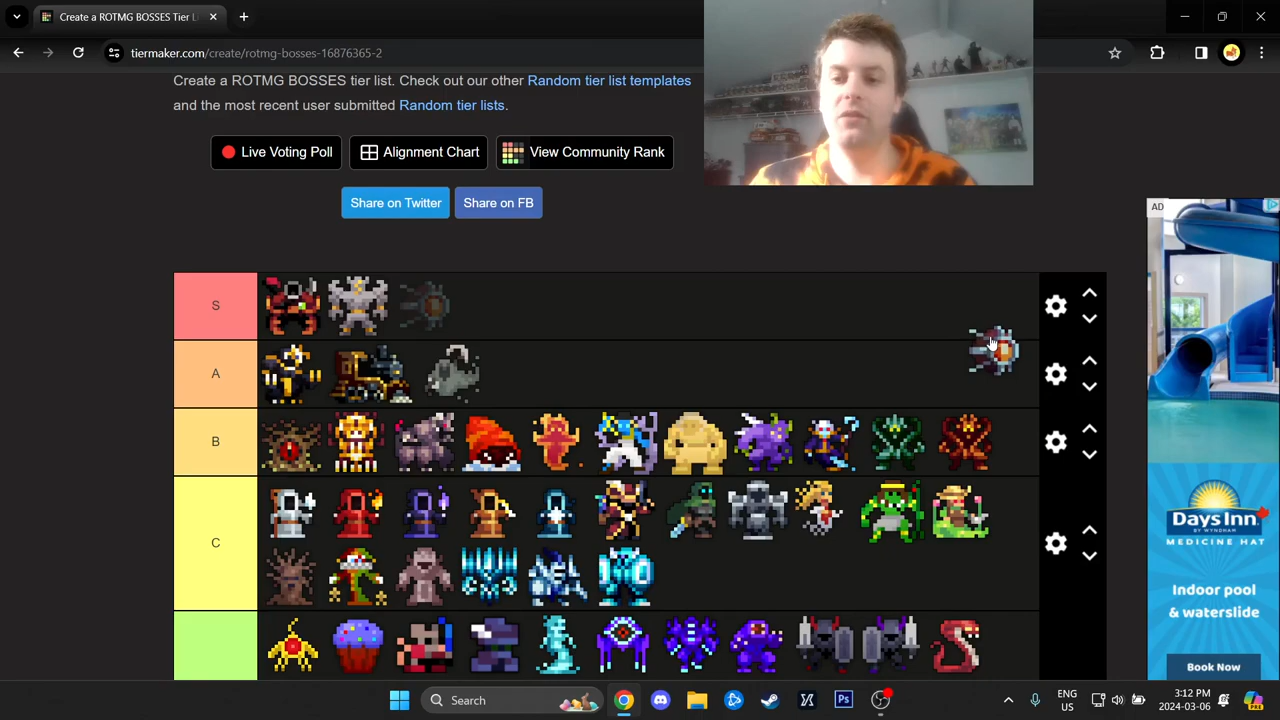 Create a ROTMG BOSSES Tier L
tiermaker.com/create/rotmg-bosses-16876365-2
Create a ROTMG BOSSES tier list. Check out our other Random tier list templates
and the most recent user submitted Random tier lists.
Live Voting Poll
Alignment Chart
View Community Rank
Share on Twitter
Share on FB
AD
S
A
B
C
DAYS INN
BY WYNDHAM
MEDICINE HAT
Indoor pool
& waterslide
Book Now
Search
ENG
US
3:12 PM
2024-03-06
PRE